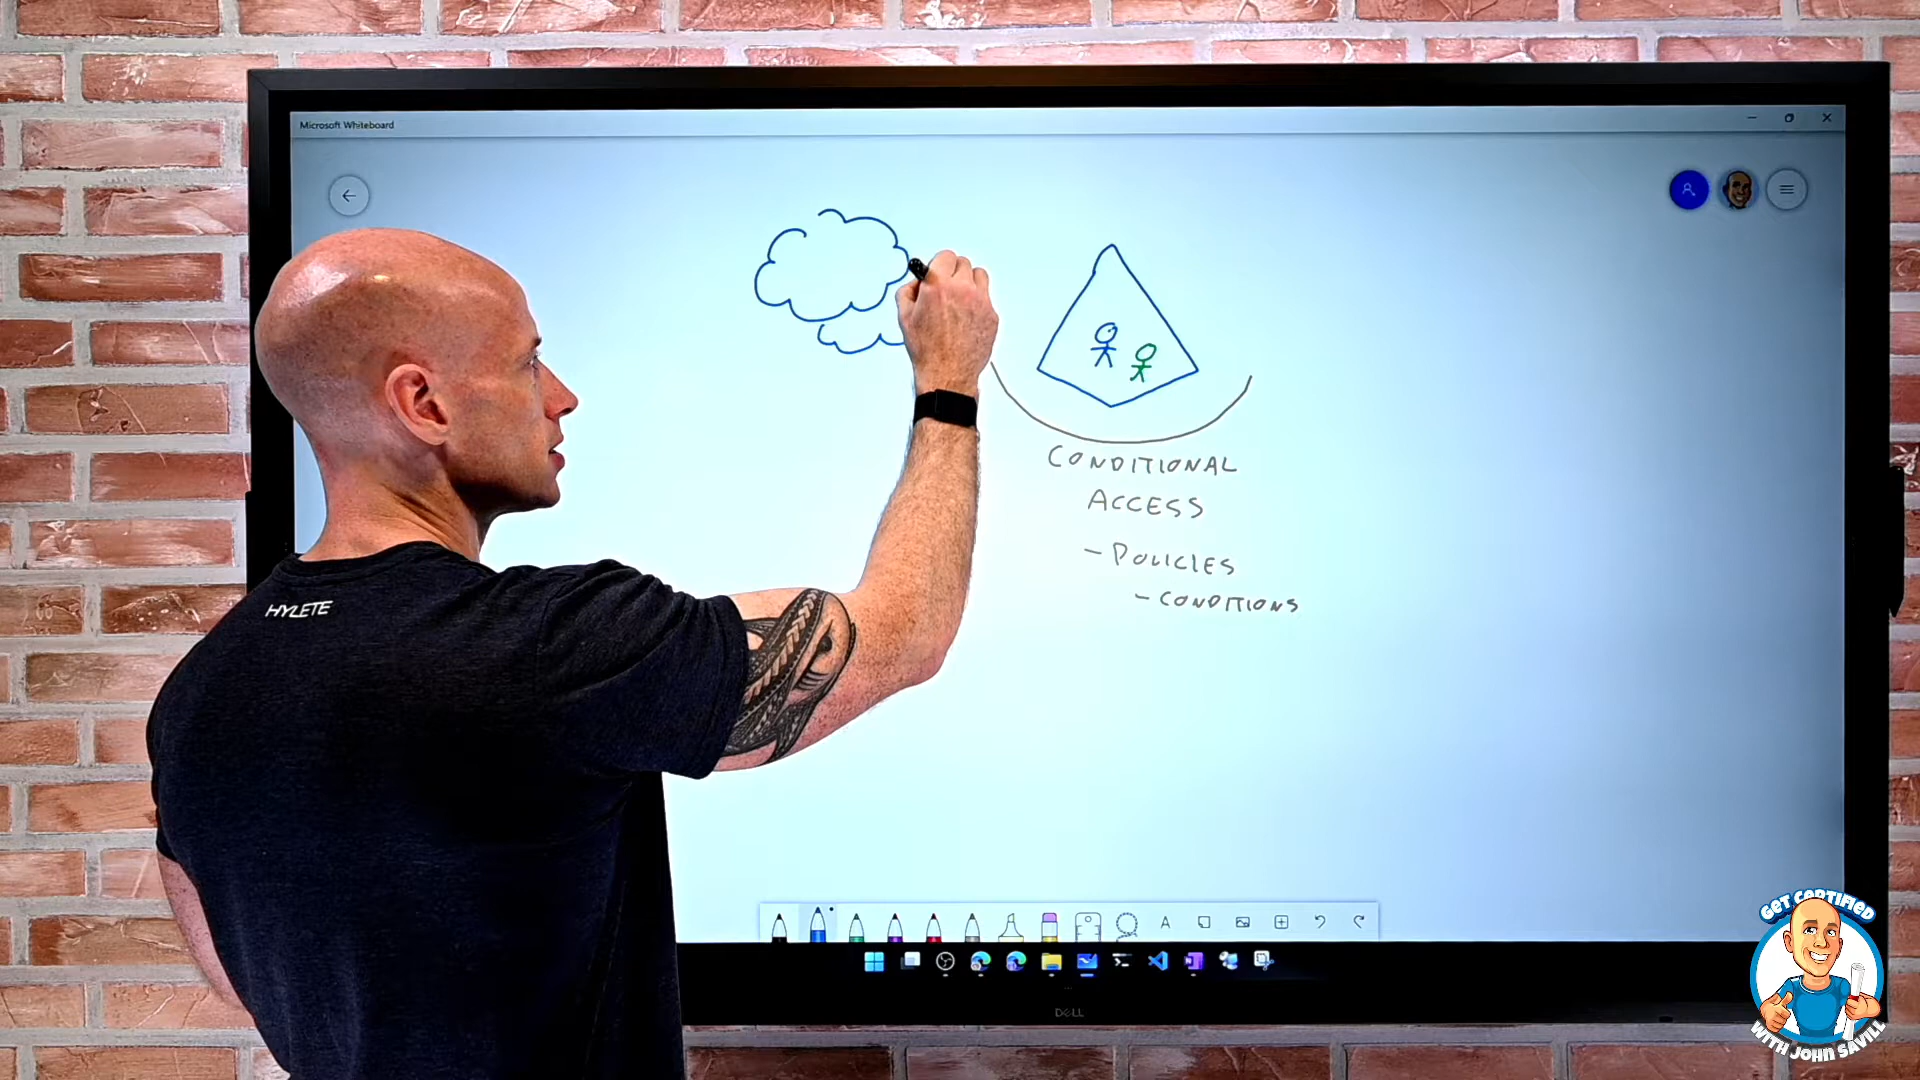 Microsoft Whiteboard
CONDITIONAL
ACCESS
- POLICIES
- CONDITIONS
HYLETE
A
DELL
GET CERTIFIED
WITH JOHN SAVILL